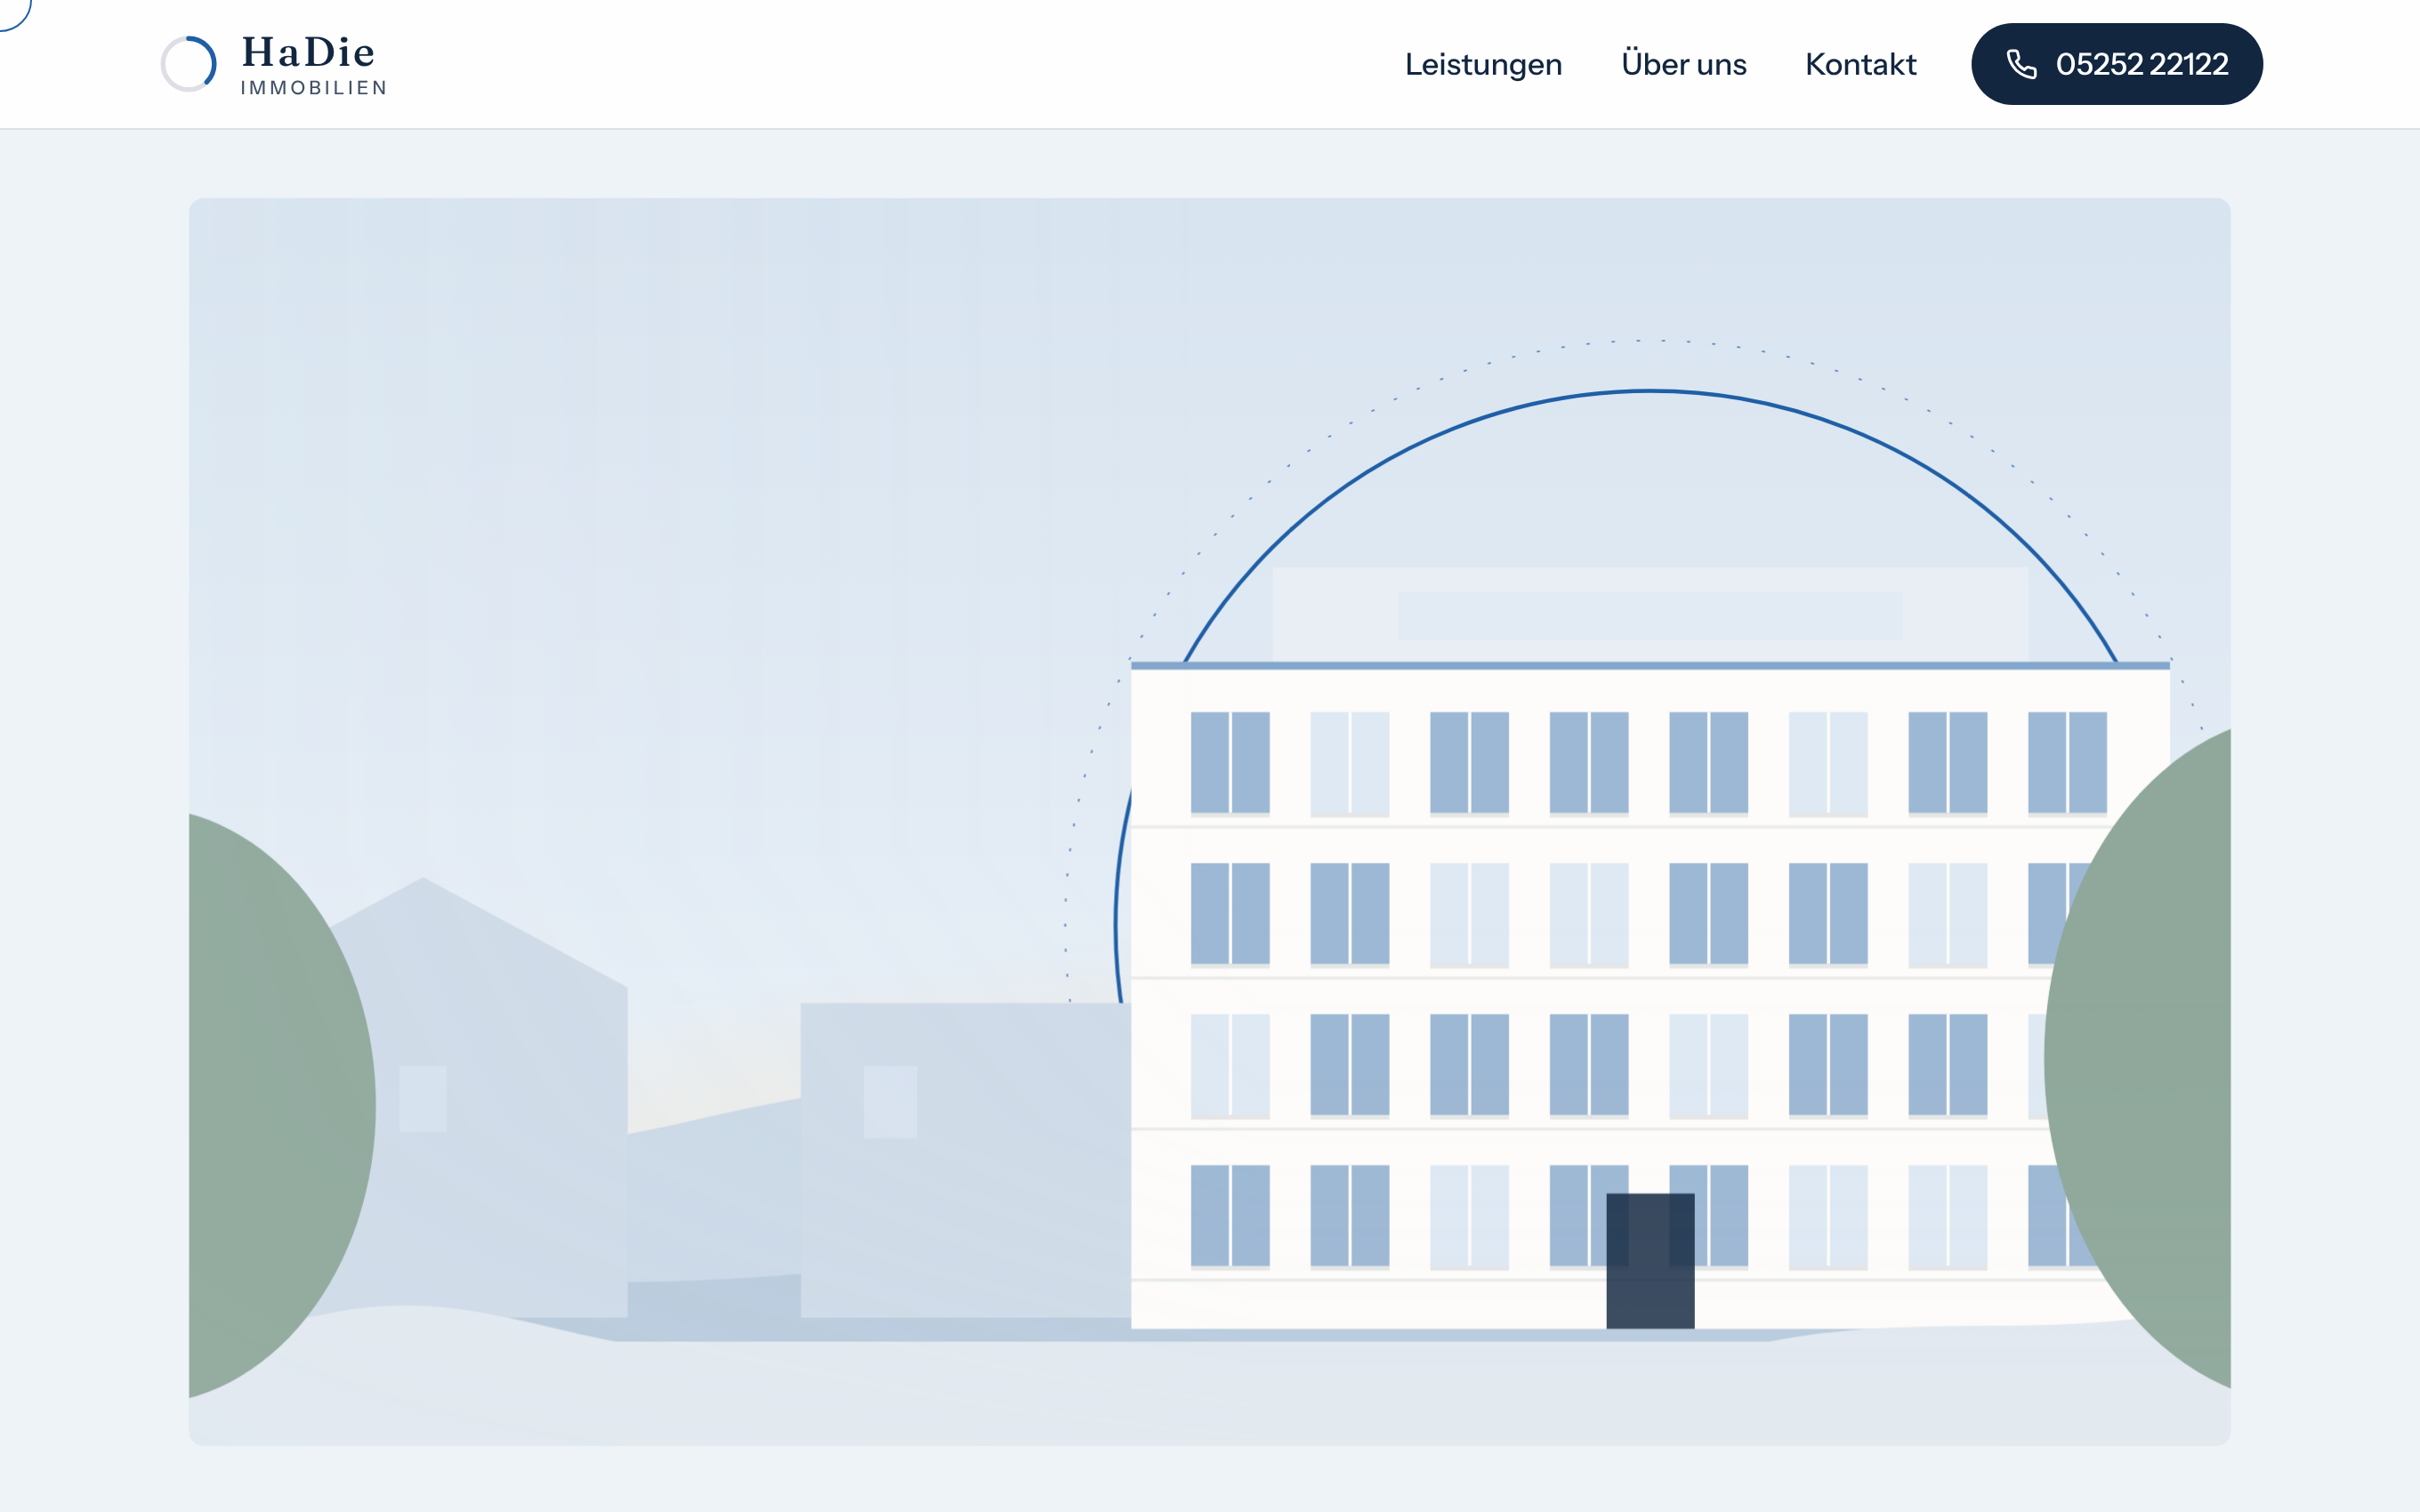 HaDie
IMMOBILIEN
Leistungen
Über uns
Kontakt
05252 22122